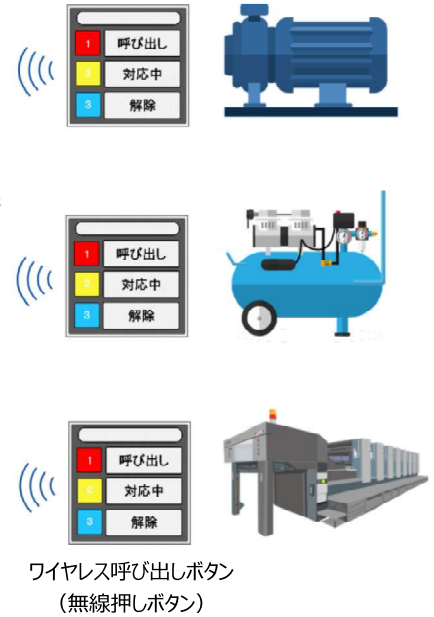 1 呼び出し
2 対応中
3 解除
1 呼び出し
2 対応中
3 解除
1 呼び出し
2 対応中
3 解除
ワイヤレス呼び出しボタン
（無線押しボタン）